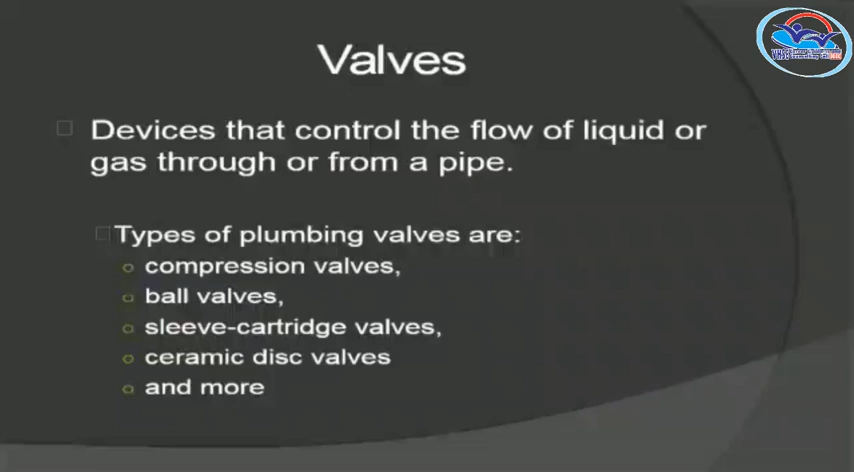 Valves
Devices that control the flow of liquid or
gas through or from a pipe.
Types of plumbing valves are:
compression valves,
ball valves,
sleeve-cartridge valves,
ceramic disc valves
and more